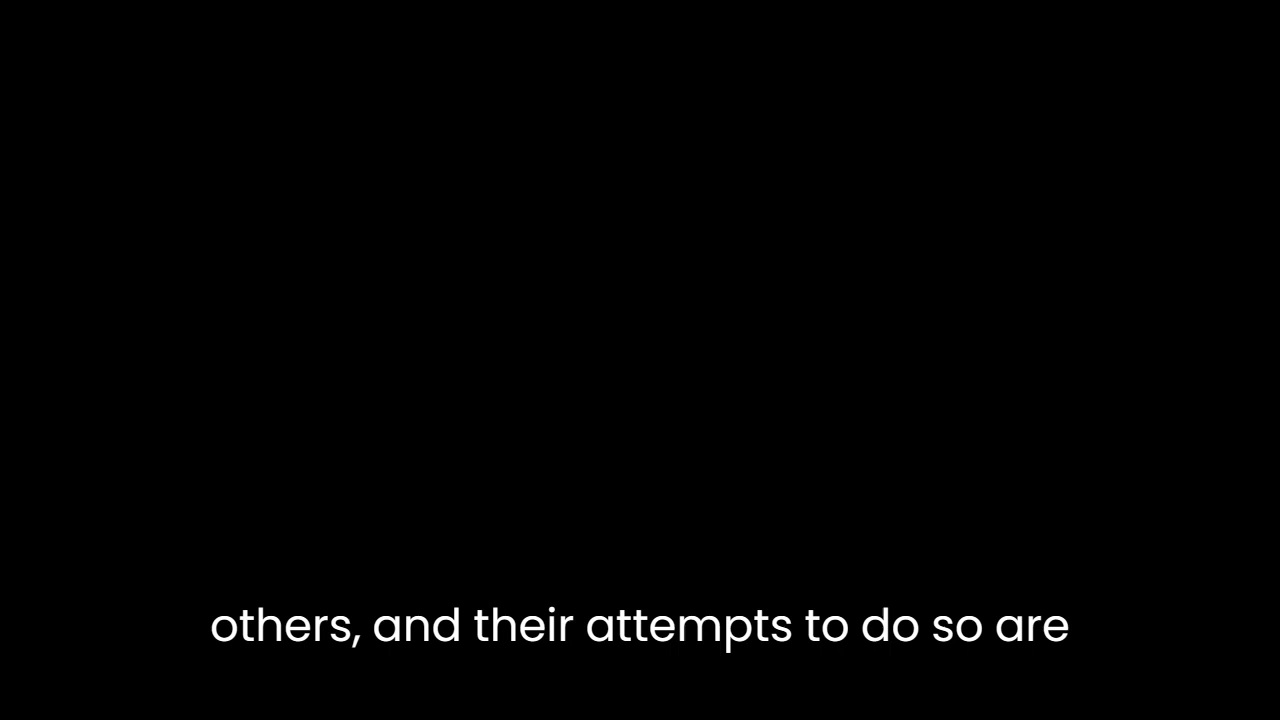 others, and their attempts to do so are